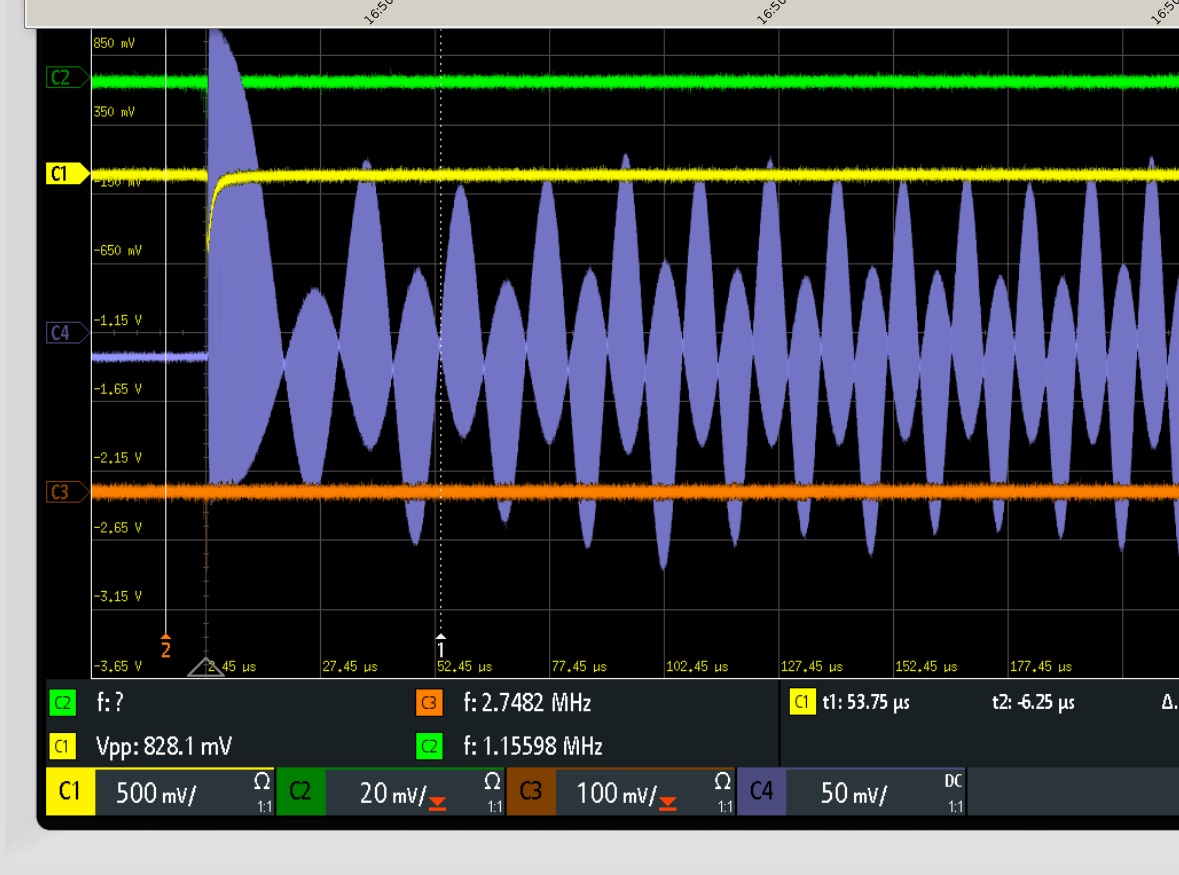 16:50
16:50
16:50
850 mV
C2
350 mV
C1
-150 mV
-650 mV
-1.15 V
C4
-1.65 V
-2.15 V
C3
-2.65 V
-3.15 V
2
1
-3.65 V
2.45 µs
27.45 µs
52.45 µs
77.45 µs
102.45 µs
127.45 µs
152.45 µs
177.45 µs
C2 f: ? C3 f: 2.7482 MHz C1 t1: 53.75 µs t2: -6.25 µs Δ.
C1 Vpp: 828.1 mV C2 f: 1.15598 MHz
C1 500 mV/ Ω 1:1 C2 20 mV/ Ω 1:1 C3 100 mV/ Ω 1:1 C4 50 mV/ DC 1:1